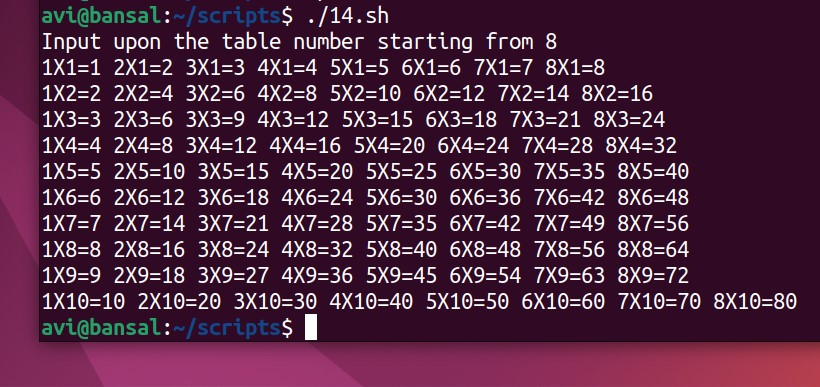 avi@bansal:~/scripts$ ./14.sh
Input upon the table number starting from 8
1X1=1 2X1=2 3X1=3 4X1=4 5X1=5 6X1=6 7X1=7 8X1=8
1X2=2 2X2=4 3X2=6 4X2=8 5X2=10 6X2=12 7X2=14 8X2=16
1X3=3 2X3=6 3X3=9 4X3=12 5X3=15 6X3=18 7X3=21 8X3=24
1X4=4 2X4=8 3X4=12 4X4=16 5X4=20 6X4=24 7X4=28 8X4=32
1X5=5 2X5=10 3X5=15 4X5=20 5X5=25 6X5=30 7X5=35 8X5=40
1X6=6 2X6=12 3X6=18 4X6=24 5X6=30 6X6=36 7X6=42 8X6=48
1X7=7 2X7=14 3X7=21 4X7=28 5X7=35 6X7=42 7X7=49 8X7=56
1X8=8 2X8=16 3X8=24 4X8=32 5X8=40 6X8=48 7X8=56 8X8=64
1X9=9 2X9=18 3X9=27 4X9=36 5X9=45 6X9=54 7X9=63 8X9=72
1X10=10 2X10=20 3X10=30 4X10=40 5X10=50 6X10=60 7X10=70 8X10=80
avi@bansal:~/scripts$